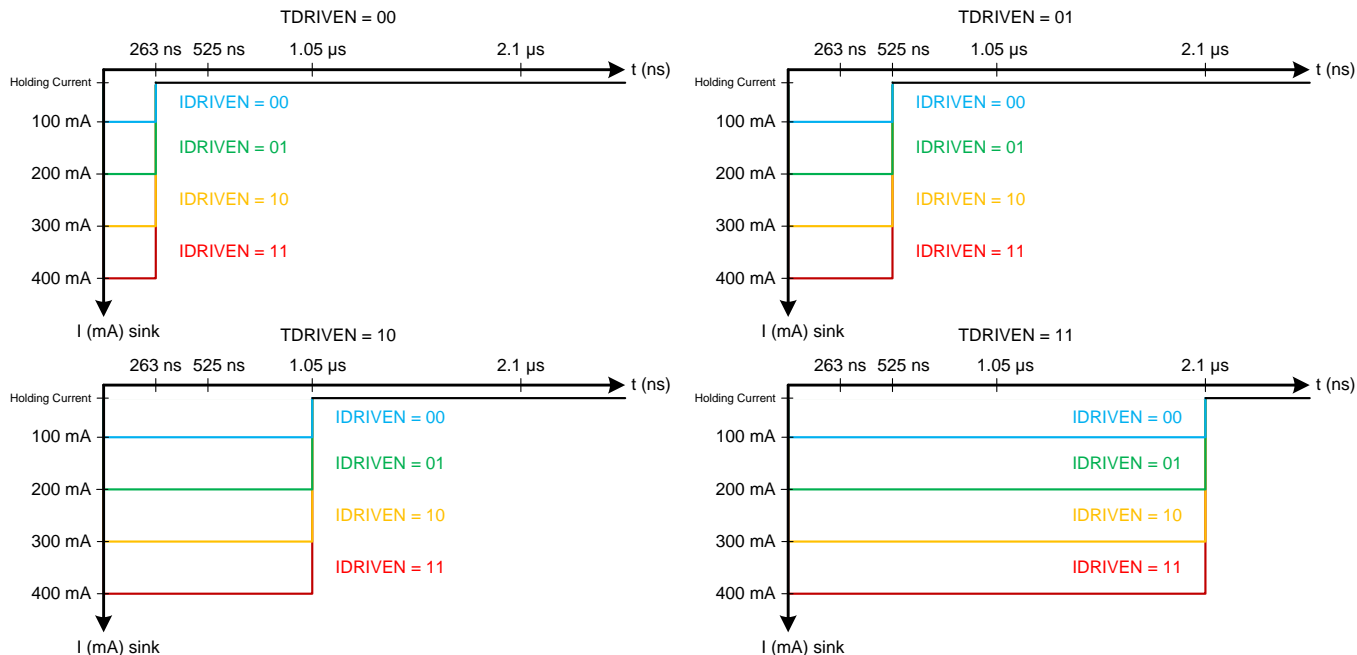 TDRIVEN = 00
263 ns 525 ns 1.05 µs 2.1 µs
t (ns)
Holding Current
IDRIVEN = 00
100 mA
IDRIVEN = 01
200 mA
IDRIVEN = 10
300 mA
IDRIVEN = 11
400 mA
I (mA) sink
TDRIVEN = 01
263 ns 525 ns 1.05 µs 2.1 µs
t (ns)
Holding Current
IDRIVEN = 00
100 mA
IDRIVEN = 01
200 mA
IDRIVEN = 10
300 mA
IDRIVEN = 11
400 mA
I (mA) sink
TDRIVEN = 10
263 ns 525 ns 1.05 µs 2.1 µs
t (ns)
Holding Current
IDRIVEN = 00
100 mA
IDRIVEN = 01
200 mA
IDRIVEN = 10
300 mA
IDRIVEN = 11
400 mA
I (mA) sink
TDRIVEN = 11
263 ns 525 ns 1.05 µs 2.1 µs
t (ns)
Holding Current
IDRIVEN = 00
100 mA
IDRIVEN = 01
200 mA
IDRIVEN = 10
300 mA
IDRIVEN = 11
400 mA
I (mA) sink